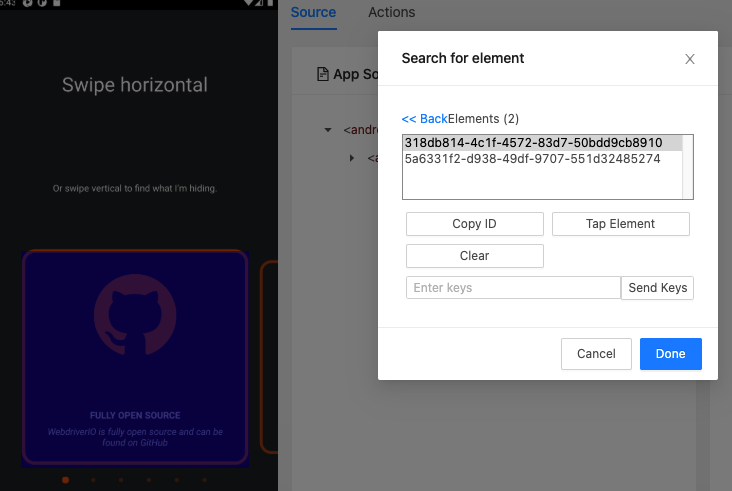 5:43
Swipe horizontal
Or swipe vertical to find what I'm hiding.
FULLY OPEN SOURCE
WebdriverIO is fully open source and can be
found on GitHub
Source
Actions
App So
<andr
<a
Search for element
<< BackElements (2)
318db814-4c1f-4572-83d7-50bdd9cb8910
5a6331f2-d938-49df-9707-551d32485274
Copy ID
Tap Element
Clear
Enter keys
Send Keys
Cancel
Done